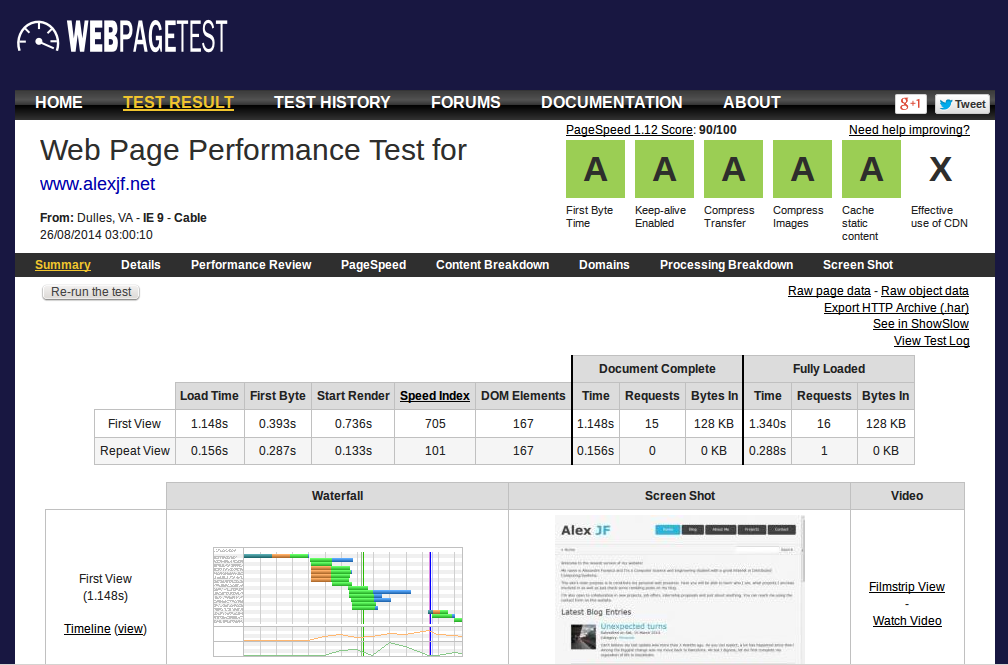 WEBPAGETEST
HOME TEST RESULT TEST HISTORY FORUMS DOCUMENTATION ABOUT g+1 Tweet
PageSpeed 1.12 Score: 90/100 Need help improving?
Web Page Performance Test for
www.alexjf.net
A A A A A X
From: Dulles, VA - IE 9 - Cable
26/08/2014 03:00:10
First Byte Time
Keep-alive Enabled
Compress Transfer
Compress Images
Cache static content
Effective use of CDN
Summary Details Performance Review PageSpeed Content Breakdown Domains Processing Breakdown Screen Shot
Re-run the test
Raw page data - Raw object data
Export HTTP Archive (.har)
See in ShowSlow
View Test Log
Document Complete Fully Loaded
Load Time First Byte Start Render Speed Index DOM Elements Time Requests Bytes In Time Requests Bytes In
First View 1.148s 0.393s 0.736s 705 167 1.148s 15 128 KB 1.340s 16 128 KB
Repeat View 0.156s 0.287s 0.133s 101 167 0.156s 0 0 KB 0.288s 1 0 KB
Waterfall Screen Shot Video
First View
(1.148s)
Timeline (view)
Alex JF
Home Blog About Me Projects Contact
Latest Blog Entries
Unexpected turns
Filmstrip View
-
Watch Video